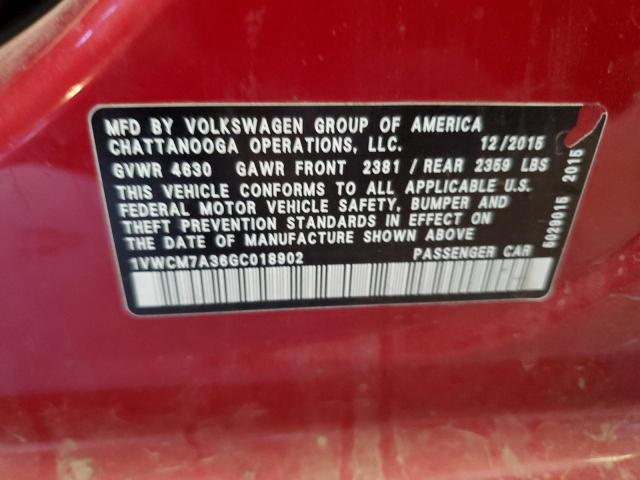 MFD BY VOLKSWAGEN GROUP OF AMERICA
CHATTANOOGA OPERATIONS, LLC. 12/2015
GVWR 4630 GAWR FRONT 2381 / REAR 2359 LBS
THIS VEHICLE CONFORMS TO ALL APPLICABLE U.S.
FEDERAL MOTOR VEHICLE SAFETY, BUMPER AND
THEFT PREVENTION STANDARDS IN EFFECT ON
THE DATE OF MANUFACTURE SHOWN ABOVE
1VWCM7A36GC018902 PASSENGER CAR
5029015 2015